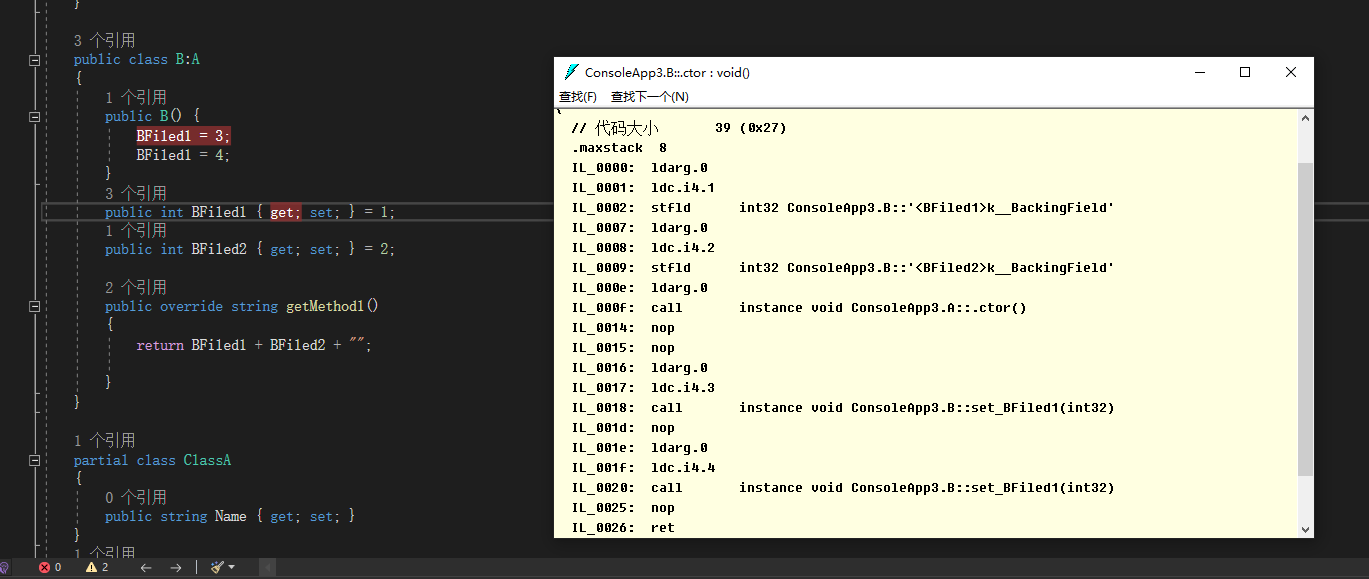 }
3 个引用
public class B:A
{
1 个引用
public B() {
BFiled1 = 3;
BFiled1 = 4;
}
3 个引用
public int BFiled1 { get; set; } = 1;
1 个引用
public int BFiled2 { get; set; } = 2;
2 个引用
public override string getMethod1()
{
return BFiled1 + BFiled2 + "";
}
}
1 个引用
partial class ClassA
{
0 个引用
public string Name { get; set; }
}
1 个引用
0 2
ConsoleApp3.B::.ctor : void()
查找(F) 查找下一个(N)
// 代码大小 39 (0x27)
.maxstack 8
IL_0000: ldarg.0
IL_0001: ldc.i4.1
IL_0002: stfld int32 ConsoleApp3.B::'<BFiled1>k__BackingField'
IL_0007: ldarg.0
IL_0008: ldc.i4.2
IL_0009: stfld int32 ConsoleApp3.B::'<BFiled2>k__BackingField'
IL_000e: ldarg.0
IL_000f: call instance void ConsoleApp3.A::.ctor()
IL_0014: nop
IL_0015: nop
IL_0016: ldarg.0
IL_0017: ldc.i4.3
IL_0018: call instance void ConsoleApp3.B::set_BFiled1(int32)
IL_001d: nop
IL_001e: ldarg.0
IL_001f: ldc.i4.4
IL_0020: call instance void ConsoleApp3.B::set_BFiled1(int32)
IL_0025: nop
IL_0026: ret